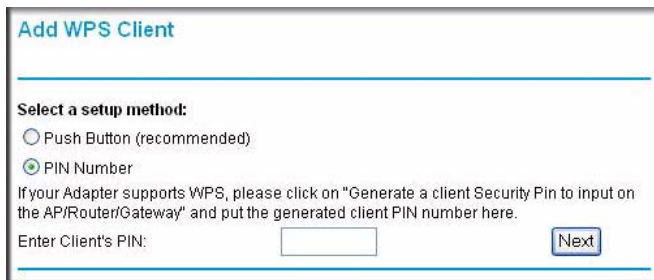 Add WPS Client
Select a setup method:
Push Button (recommended)
PIN Number
If your Adapter supports WPS, please click on "Generate a client Security Pin to input on
the AP/Router/Gateway" and put the generated client PIN number here.
Enter Client's PIN: Next